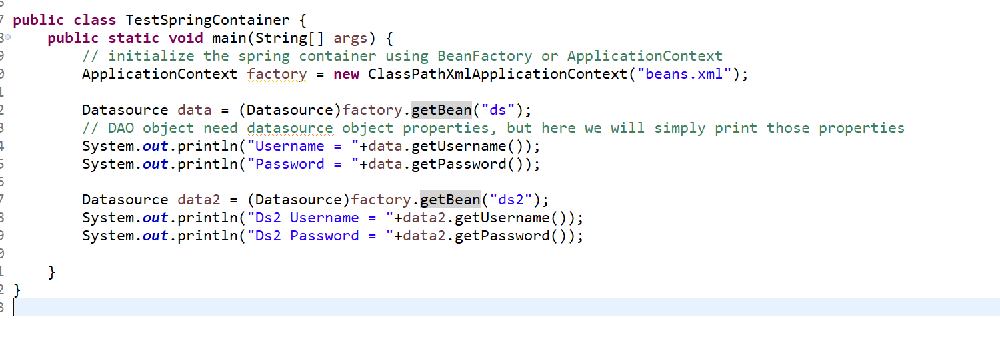 public class TestSpringContainer {
public static void main(String[] args) {
// initialize the spring container using BeanFactory or ApplicationContext
ApplicationContext factory = new ClassPathXmlApplicationContext("beans.xml");
Datasource data = (Datasource)factory.getBean("ds");
// DAO object need datasource object properties, but here we will simply print those properties
System.out.println("Username = "+data.getUsername());
System.out.println("Password = "+data.getPassword());
Datasource data2 = (Datasource)factory.getBean("ds2");
System.out.println("Ds2 Username = "+data2.getUsername());
System.out.println("Ds2 Password = "+data2.getPassword());
}
}